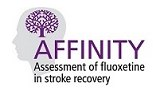 AFFINITY
Assessment of fluoxetine
in stroke recovery